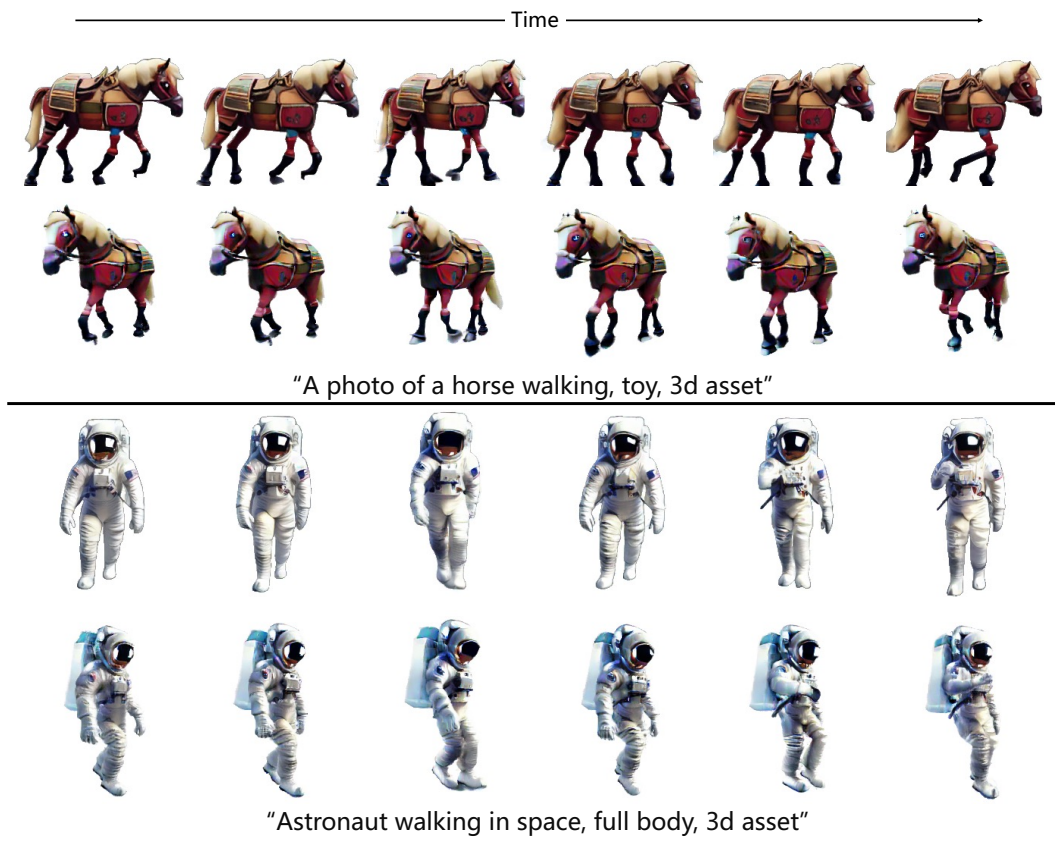 Time
“A photo of a horse walking, toy, 3d asset”
“Astronaut walking in space, full body, 3d asset”